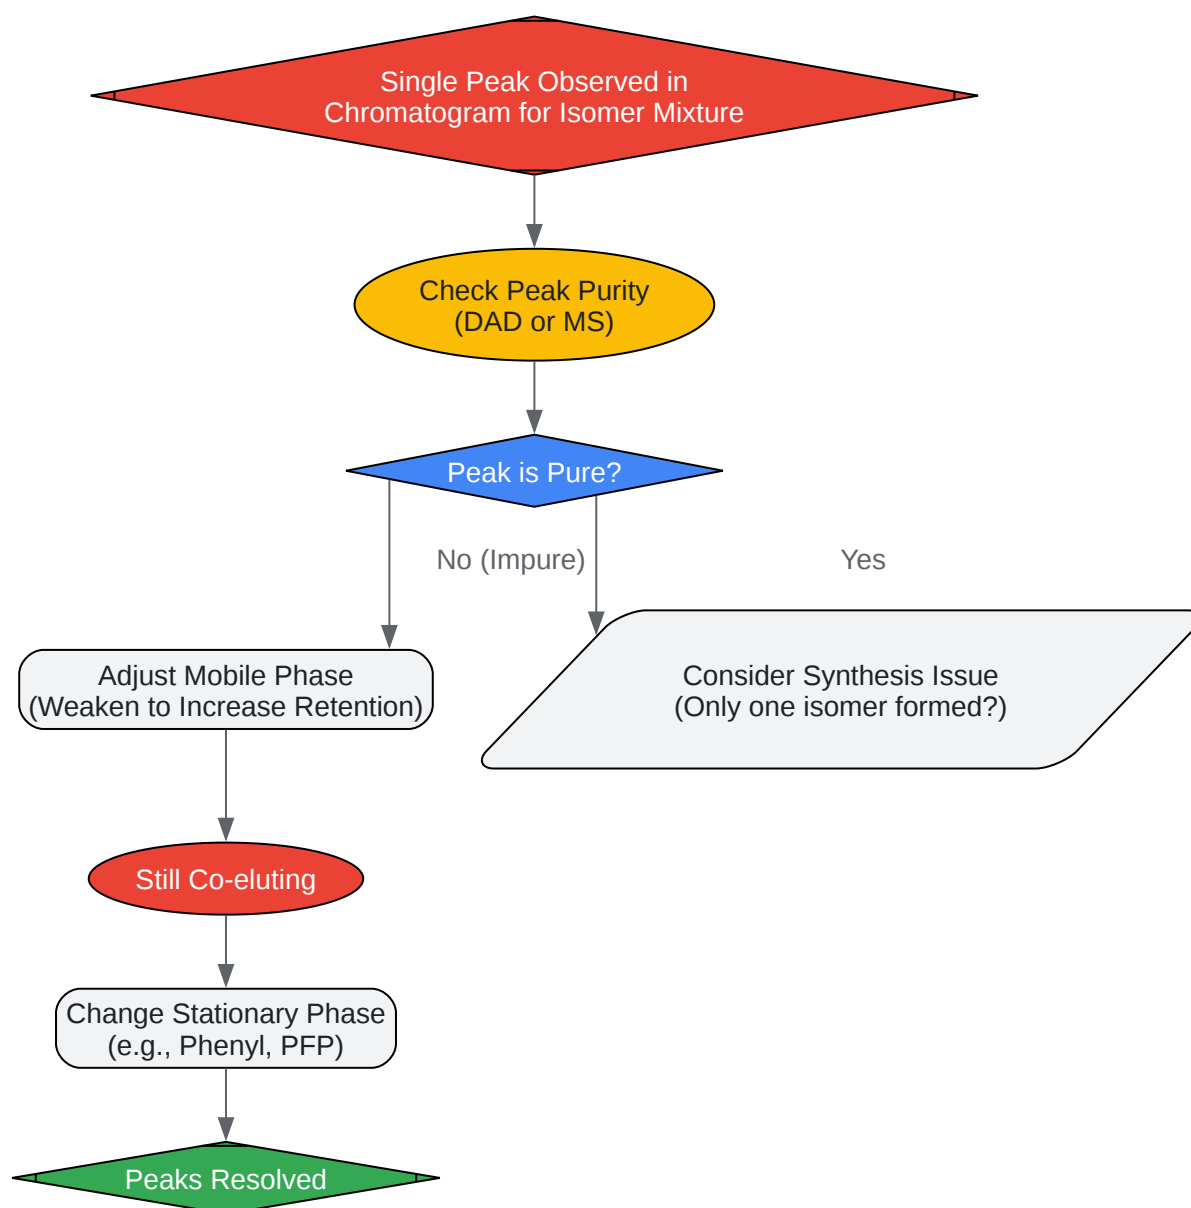 Single Peak Observed in
Chromatogram for Isomer Mixture
Check Peak Purity
(DAD or MS)
Peak is Pure?
No (Impure)
Yes
Adjust Mobile Phase
(Weaken to Increase Retention)
Consider Synthesis Issue
(Only one isomer formed?)
Still Co-eluting
Change Stationary Phase
(e.g., Phenyl, PFP)
Peaks Resolved